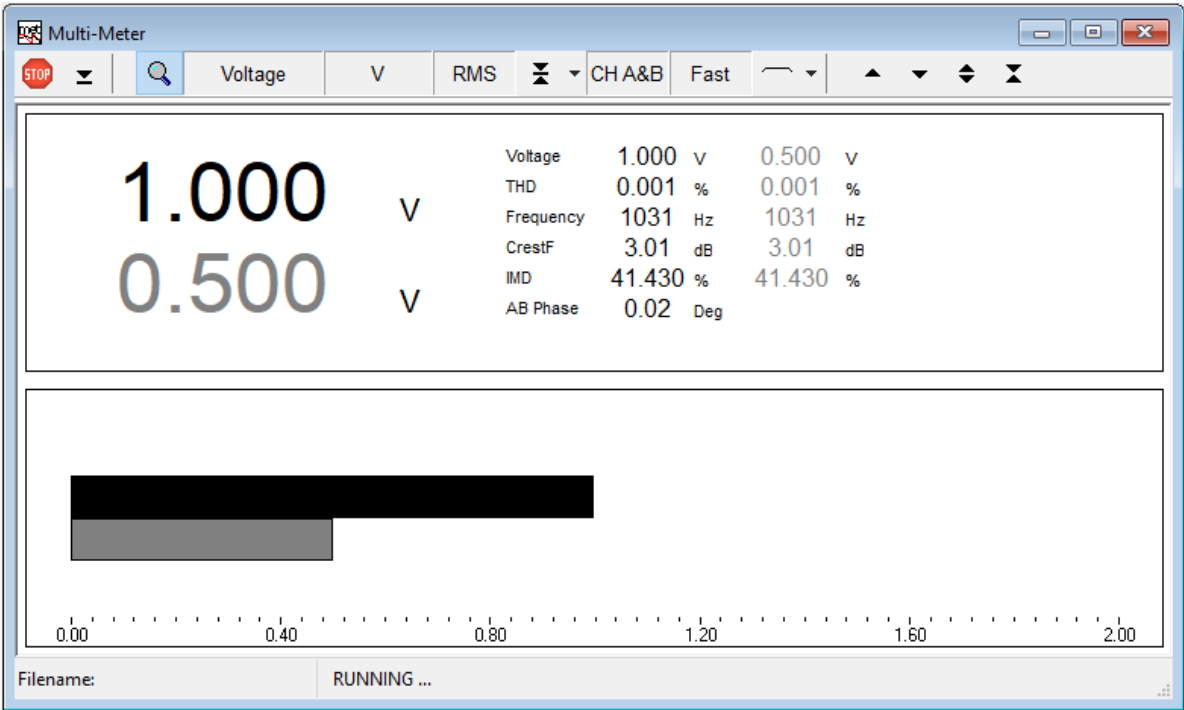 Multi-Meter
STOP Voltage V RMS CH A&B Fast
1.000 V
0.500 V
Voltage 1.000 V 0.500 V
THD 0.001 % 0.001 %
Frequency 1031 Hz 1031 Hz
CrestF 3.01 dB 3.01 dB
IMD 41.430 % 41.430 %
AB Phase 0.02 Deg
0.00 0.40 0.80 1.20 1.60 2.00
Filename: RUNNING ...